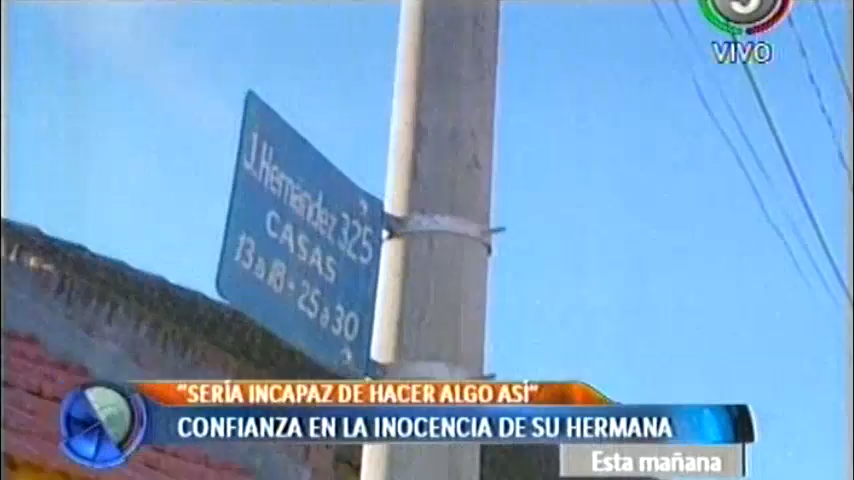 9
VIVO
J.Hernández 325
CASAS
13 a 18 - 25 a 30
"SERÍA INCAPAZ DE HACER ALGO ASÍ"
CONFIANZA EN LA INOCENCIA DE SU HERMANA
Esta mañana